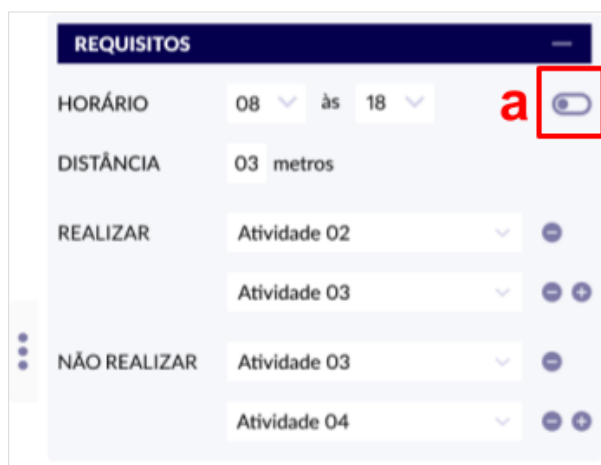 REQUISITOS
HORÁRIO 08 às 18 a
DISTÂNCIA 03 metros
REALIZAR Atividade 02
Atividade 03
NÃO REALIZAR Atividade 03
Atividade 04